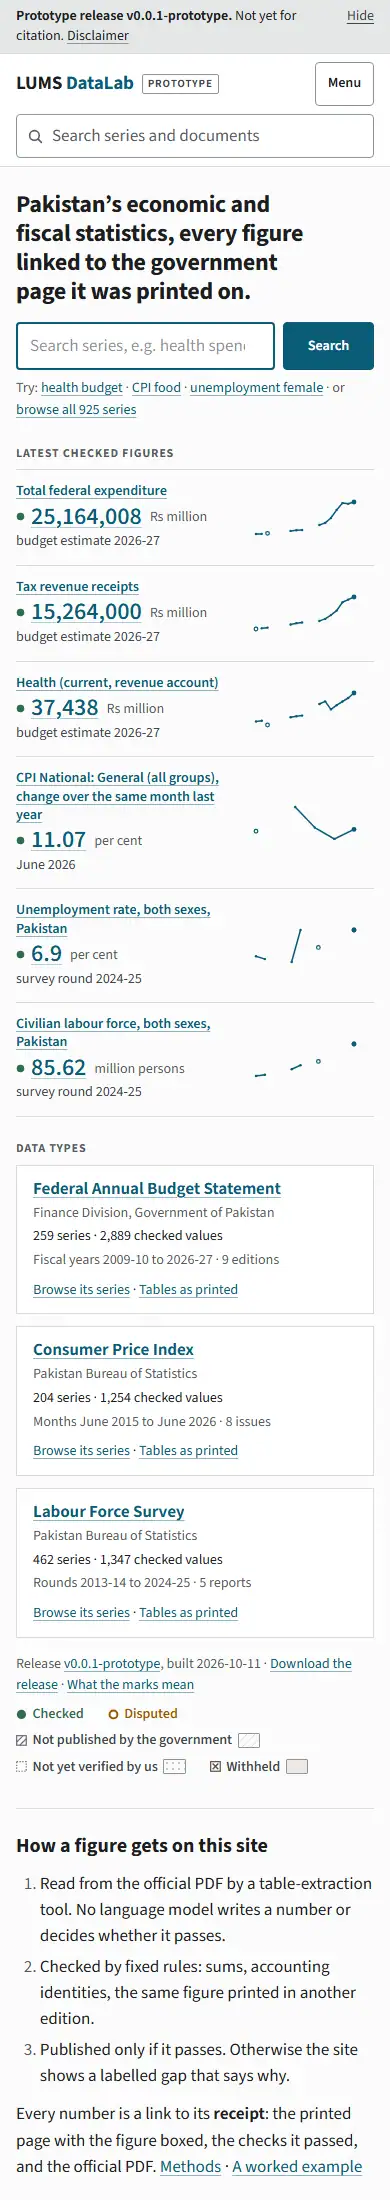 Prototype release v0.0.1-prototype. Not yet for citation. Disclaimer
Hide
LUMS DataLab PROTOTYPE
Menu
Search series and documents
Pakistan’s economic and
fiscal statistics, every figure
linked to the government
page it was printed on.
Search series, e.g. health spen
Search
Try: health budget · CPI food · unemployment female · or
browse all 925 series
LATEST CHECKED FIGURES
Total federal expenditure
25,164,008 Rs million
budget estimate 2026-27
Tax revenue receipts
15,264,000 Rs million
budget estimate 2026-27
Health (current, revenue account)
37,438 Rs million
budget estimate 2026-27
CPI National: General (all groups),
change over the same month last
year
11.07 per cent
June 2026
Unemployment rate, both sexes,
Pakistan
6.9 per cent
survey round 2024-25
Civilian labour force, both sexes,
Pakistan
85.62 million persons
survey round 2024-25
DATA TYPES
Federal Annual Budget Statement
Finance Division, Government of Pakistan
259 series · 2,889 checked values
Fiscal years 2009-10 to 2026-27 · 9 editions
Browse its series · Tables as printed
Consumer Price Index
Pakistan Bureau of Statistics
204 series · 1,254 checked values
Months June 2015 to June 2026 · 8 issues
Browse its series · Tables as printed
Labour Force Survey
Pakistan Bureau of Statistics
462 series · 1,347 checked values
Rounds 2013-14 to 2024-25 · 5 reports
Browse its series · Tables as printed
Release v0.0.1-prototype, built 2026-10-11 · Download the
release · What the marks mean
Checked Disputed
Not published by the government
Not yet verified by us Withheld
How a figure gets on this site
1. Read from the official PDF by a table-extraction
tool. No language model writes a number or
decides whether it passes.
2. Checked by fixed rules: sums, accounting
identities, the same figure printed in another
edition.
3. Published only if it passes. Otherwise the site
shows a labelled gap that says why.
Every number is a link to its receipt: the printed
page with the figure boxed, the checks it passed,
and the official PDF. Methods · A worked example